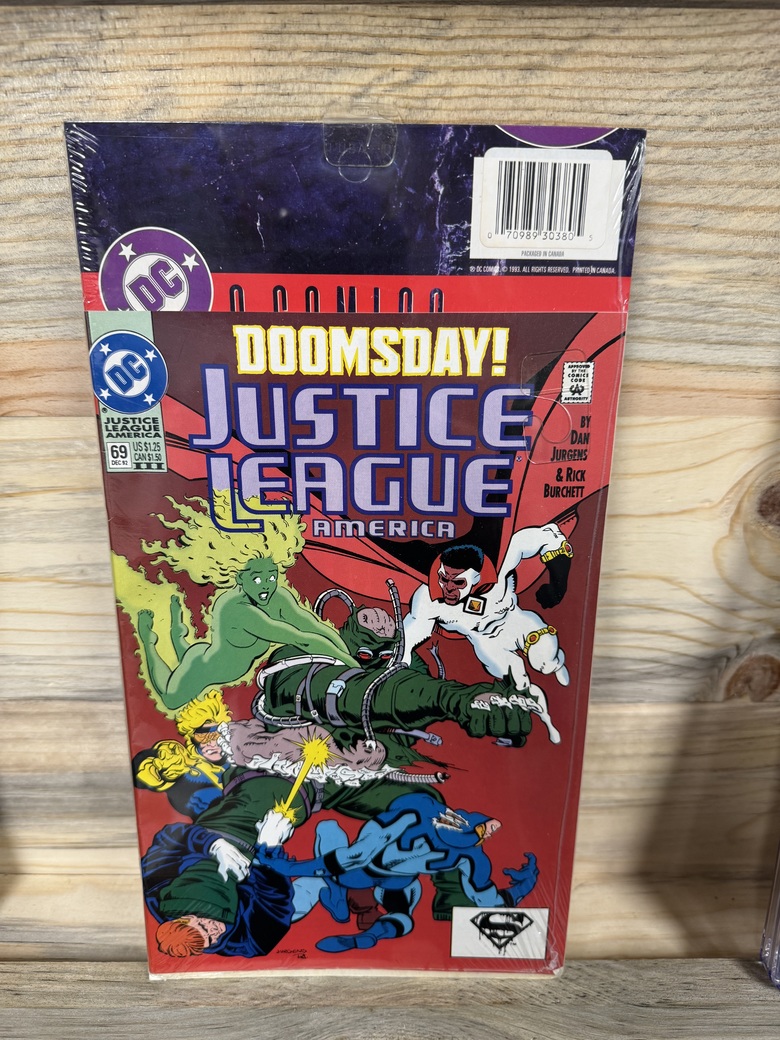 0 70989 30380 5
PACKAGED IN CANADA
® DC COMICS, © 1993. ALL RIGHTS RESERVED. PRINTED IN CANADA.
DC
DOOMSDAY!
DC
®
JUSTICE
LEAGUE
AMERICA
69
DEC 92
US $1.25
CAN $1.50
JUSTICE
LEAGUE
AMERICA
APPROVED
BY THE
COMICS
CODE
AUTHORITY
BY
DAN
JURGENS
& RICK
BURCHETT
S